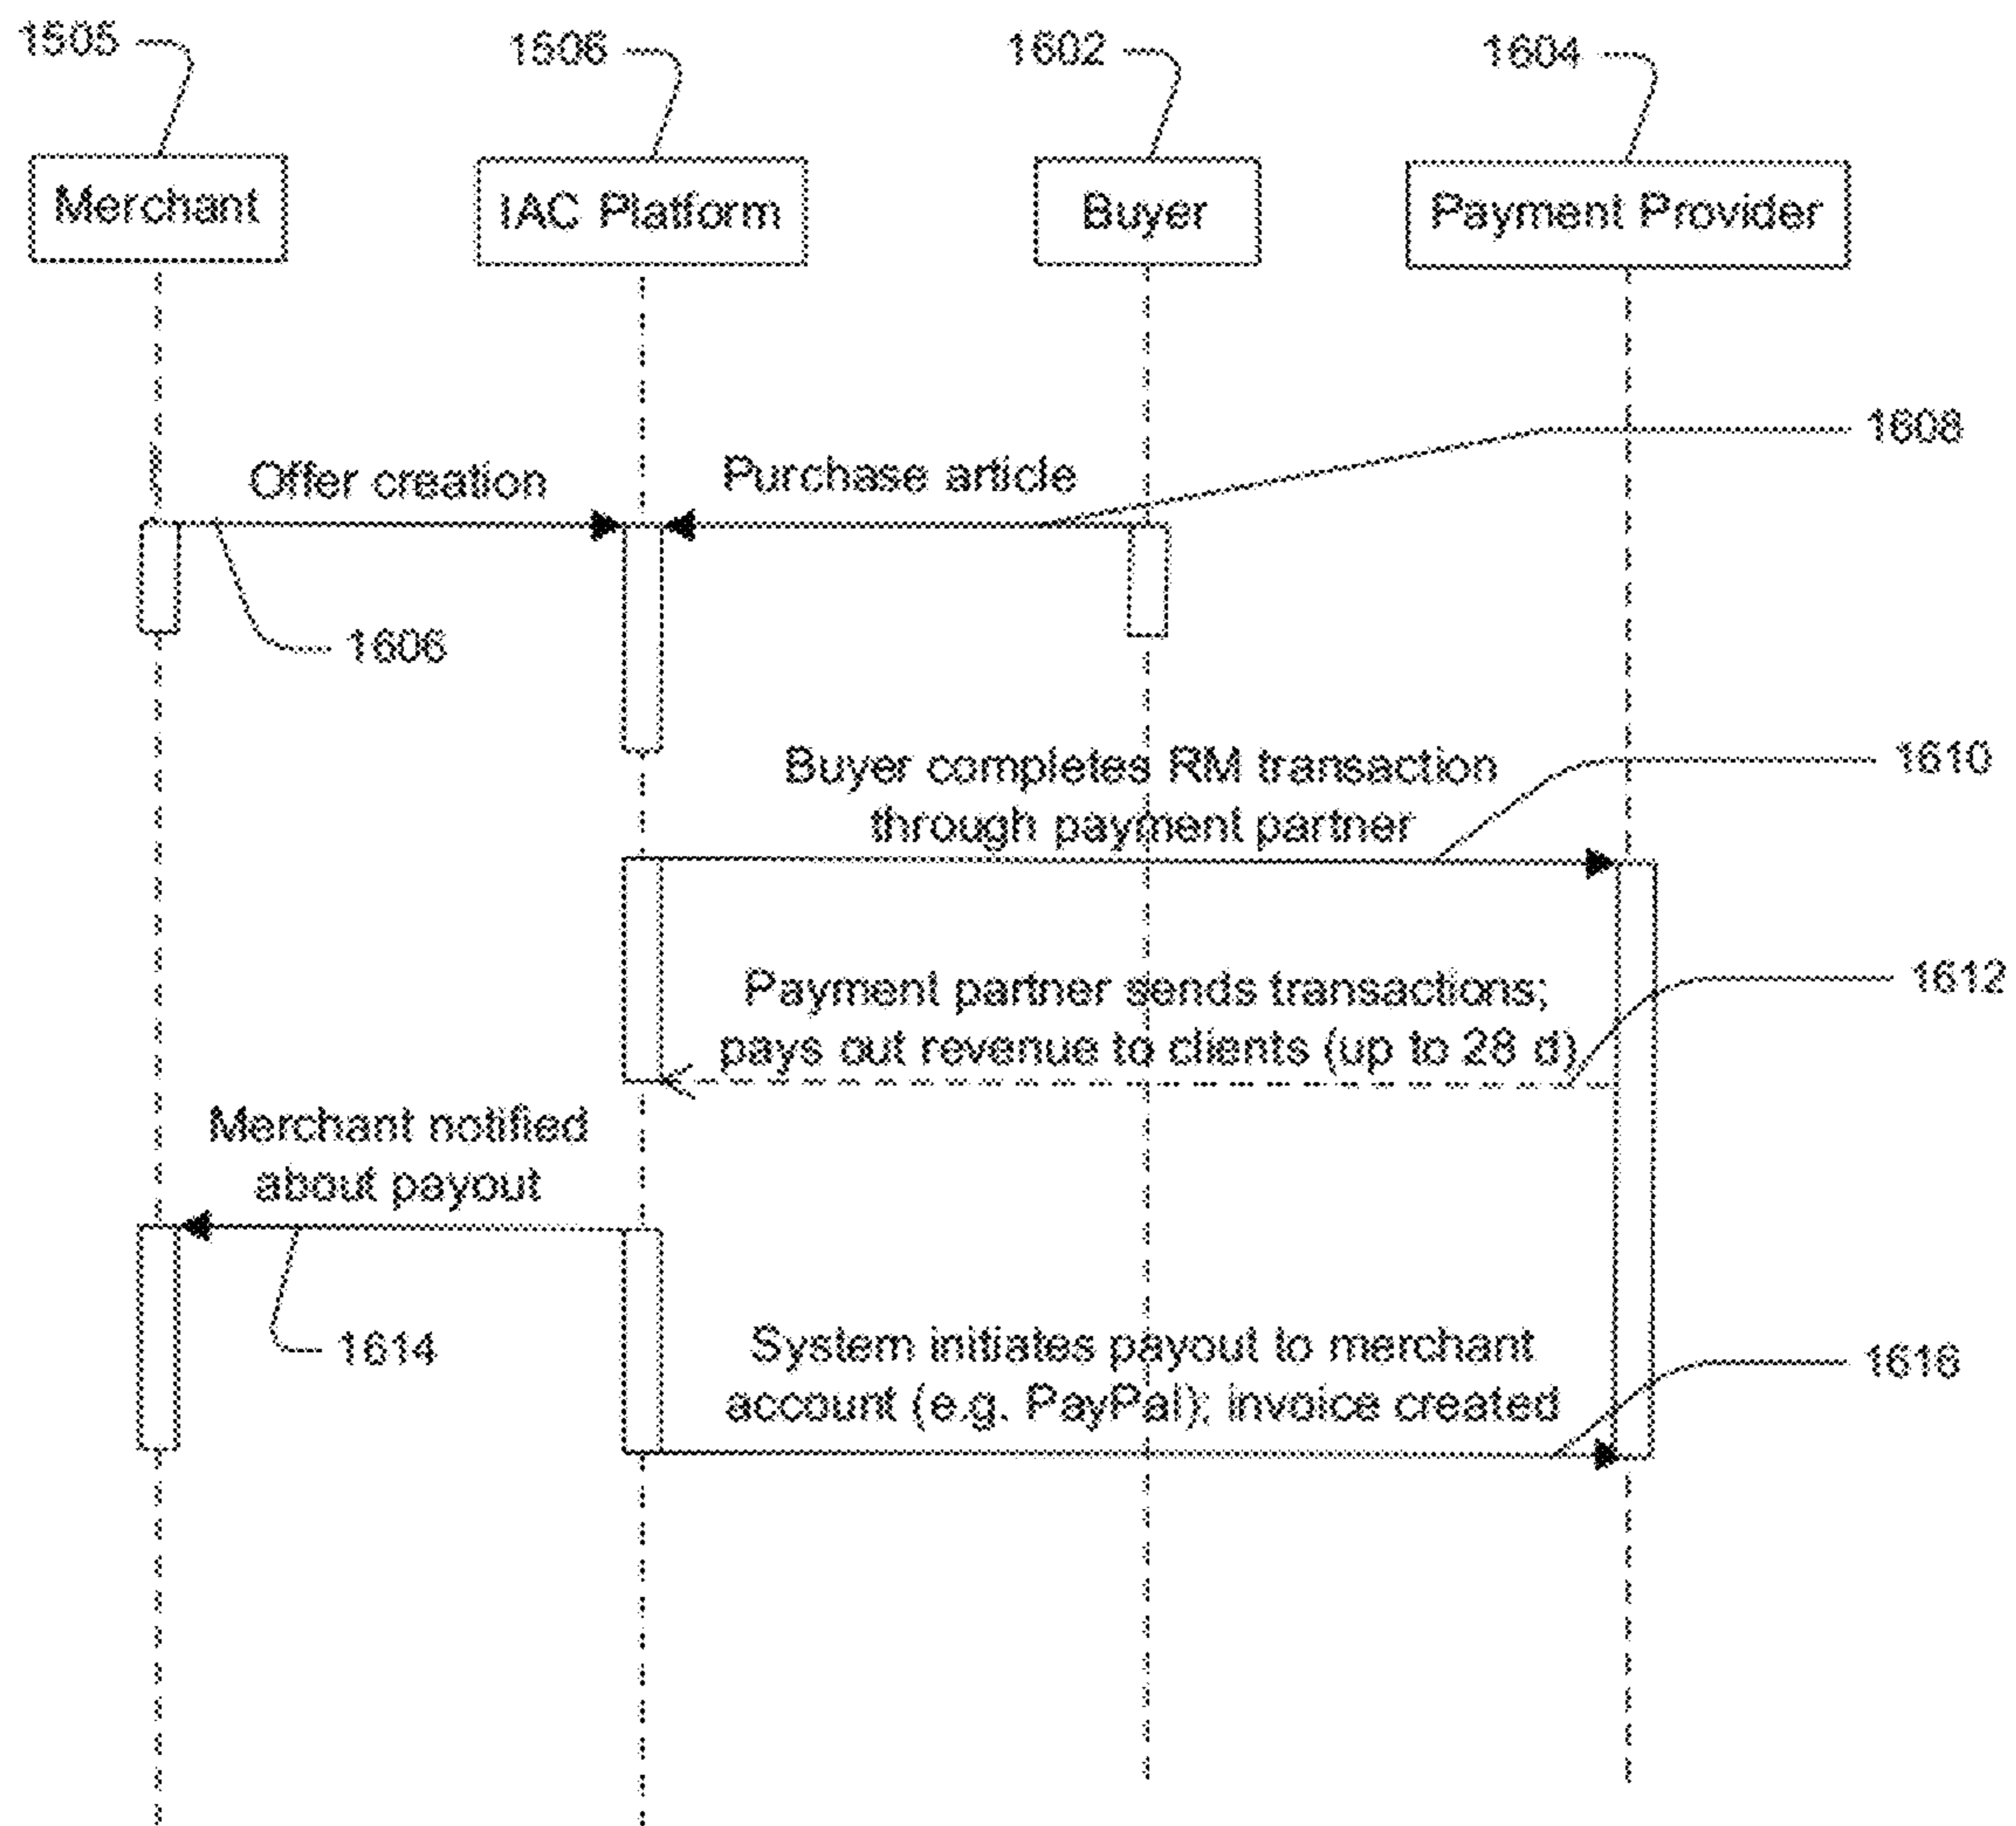 1505
1506
1602
1604
Merchant
IAC Platform
Buyer
Payment Provider
1608
Offer creation
Purchase article
1606
Buyer completes RM transaction
through payment partner
1610
Payment partner sends transactions;
pays out revenue to clients (up to 28 d)
1612
Merchant notified
about payout
1614
System initiates payout to merchant
account (e.g. PayPal); invoice created
1616